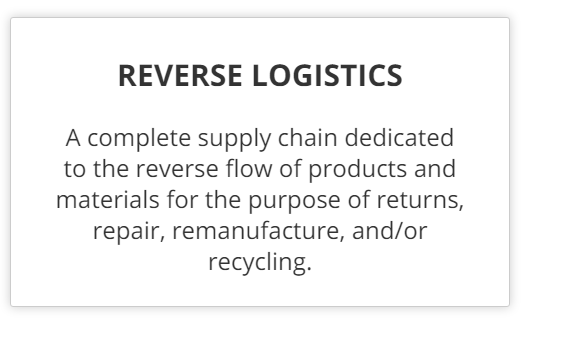 REVERSE LOGISTICS
A complete supply chain dedicated
to the reverse flow of products and
materials for the purpose of returns,
repair, remanufacture, and/or
recycling.